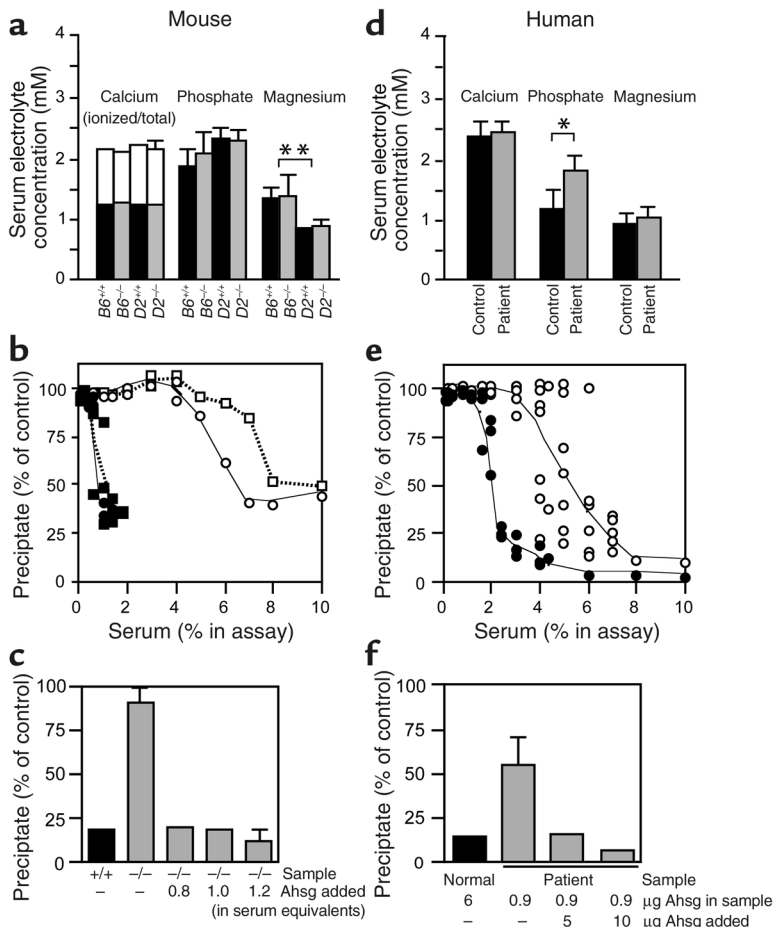 a
Mouse
Serum electrolyte
concentration (mM)
4
3
2
1
0
Calcium
(ionized/total)
Phosphate
Magnesium
* *
B6+/+
B6–/–
D2+/+
D2–/–
B6+/+
B6–/–
D2+/+
D2–/–
B6+/+
B6–/–
D2+/+
D2–/–
d
Human
Serum electrolyte
concentration (mM)
4
3
2
1
0
Calcium
Phosphate
Magnesium
*
Control
Patient
Control
Patient
Control
Patient
b
Preciptate (% of control)
100
75
50
25
0
0 2 4 6 8 10
Serum (% in assay)
e
Preciptate (% of control)
100
75
50
25
0
0 2 4 6 8 10
Serum (% in assay)
c
Preciptate (% of control)
100
75
50
25
0
+/+ –/– –/– –/– –/– Sample
– – 0.8 1.0 1.2 Ahsg added
(in serum equivalents)
f
Preciptate (% of control)
100
75
50
25
0
Normal Patient Sample
6 0.9 0.9 0.9 µg Ahsg in sample
– – 5 10 µg Ahsg added